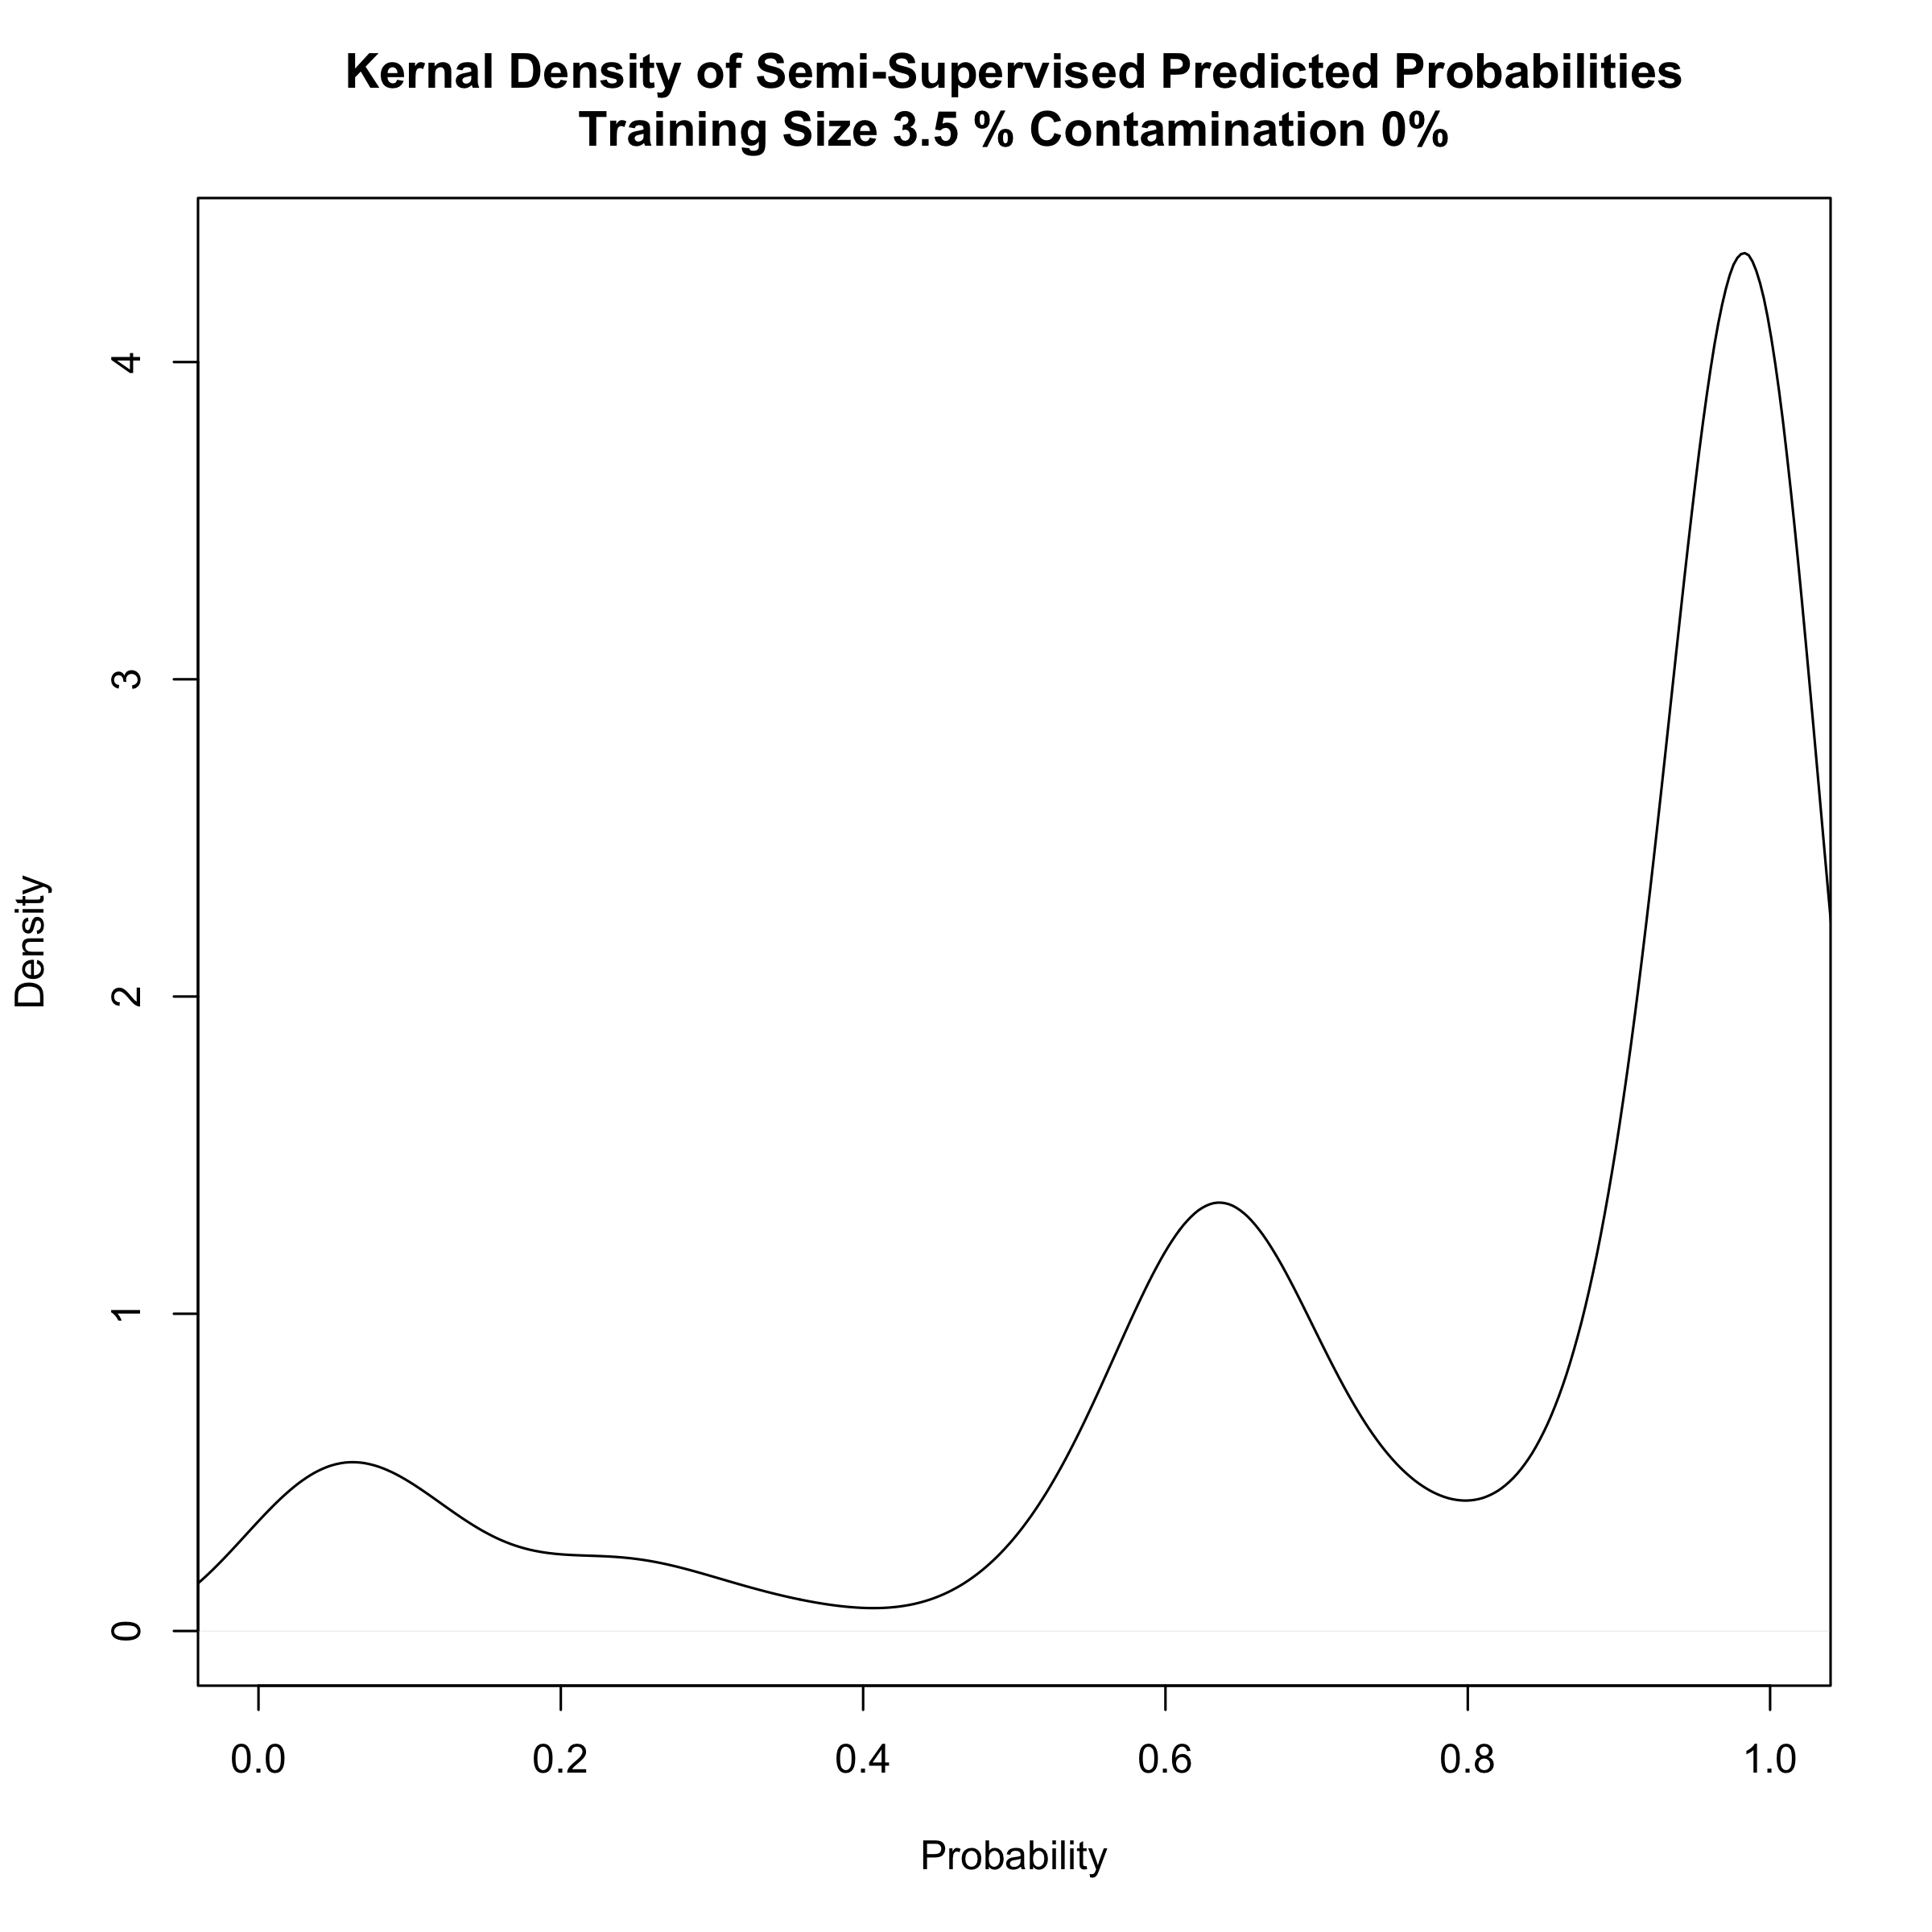 Kernal Density of Semi-Supervised Predicted Probabilities
Training Size 3.5 % Contamination 0%
Density
4
3
2
1
0
0.0 0.2 0.4 0.6 0.8 1.0
Probability